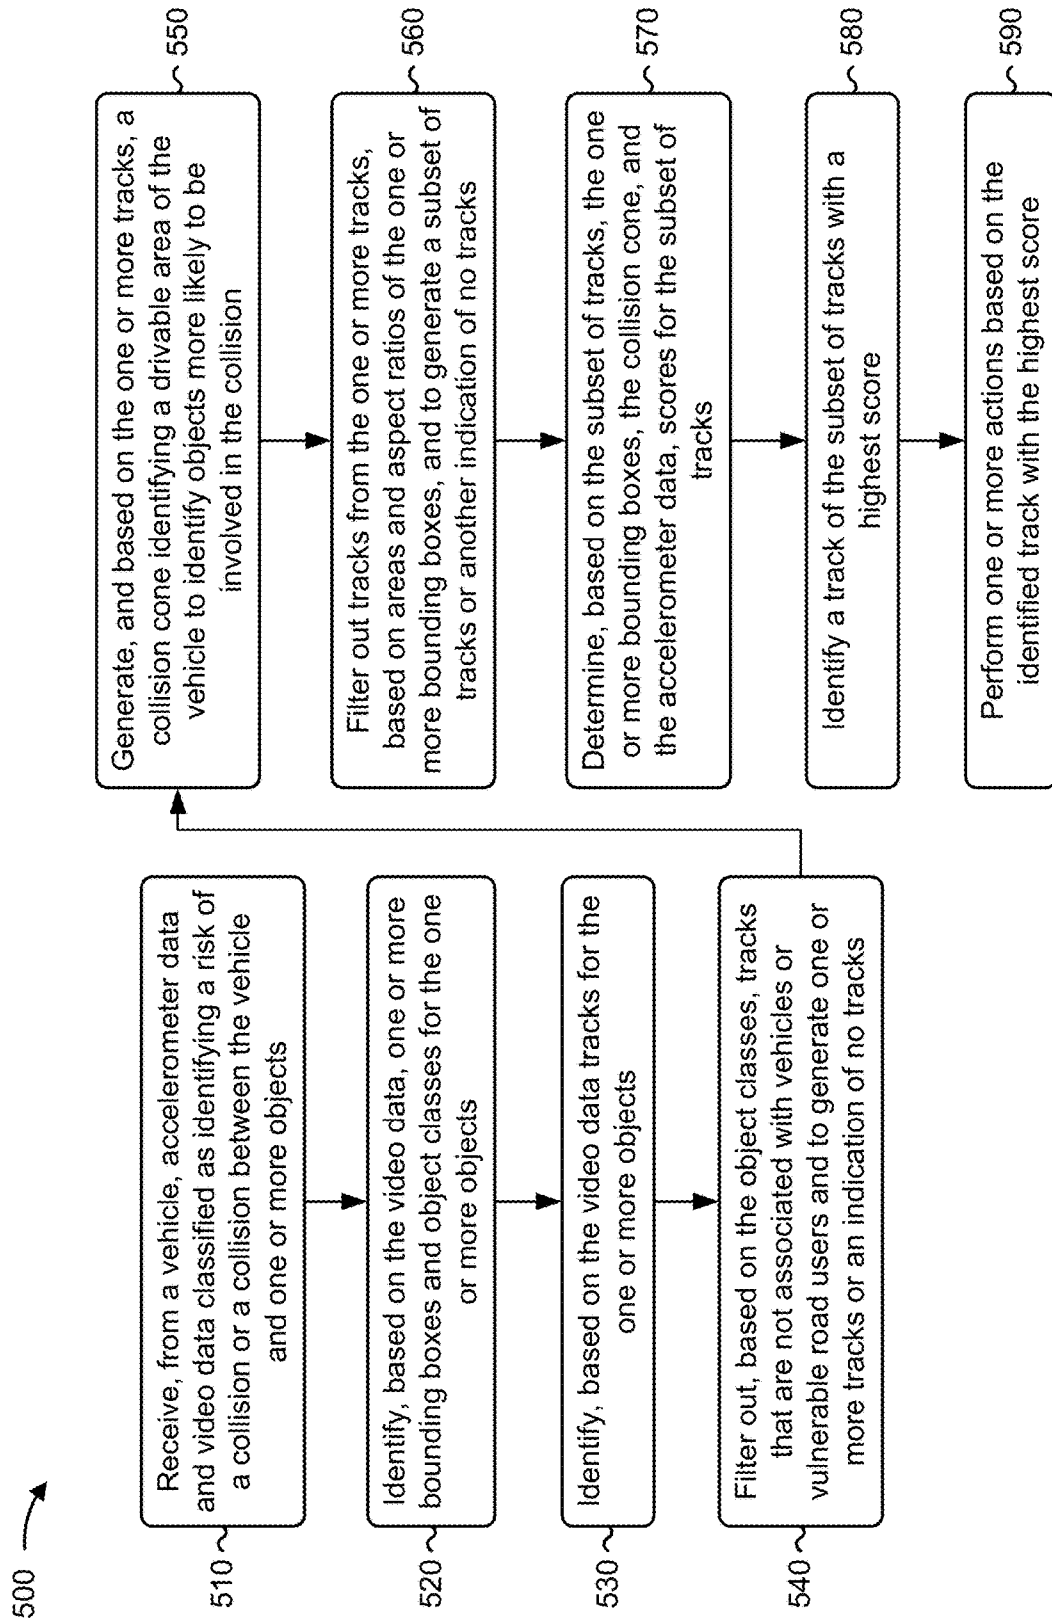 500
510
Receive, from a vehicle, accelerometer data
and video data classified as identifying a risk of
a collision or a collision between the vehicle
and one or more objects
520
Identify, based on the video data, one or more
bounding boxes and object classes for the one
or more objects
530
Identify, based on the video data tracks for the
one or more objects
540
Filter out, based on the object classes, tracks
that are not associated with vehicles or
vulnerable road users and to generate one or
more tracks or an indication of no tracks
Generate, and based on the one or more tracks, a
collision cone identifying a drivable area of the
vehicle to identify objects more likely to be
involved in the collision
550
Filter out tracks from the one or more tracks,
based on areas and aspect ratios of the one or
more bounding boxes, and to generate a subset of
tracks or another indication of no tracks
560
Determine, based on the subset of tracks, the one
or more bounding boxes, the collision cone, and
the accelerometer data, scores for the subset of
tracks
570
Identify a track of the subset of tracks with a
highest score
580
Perform one or more actions based on the
identified track with the highest score
590